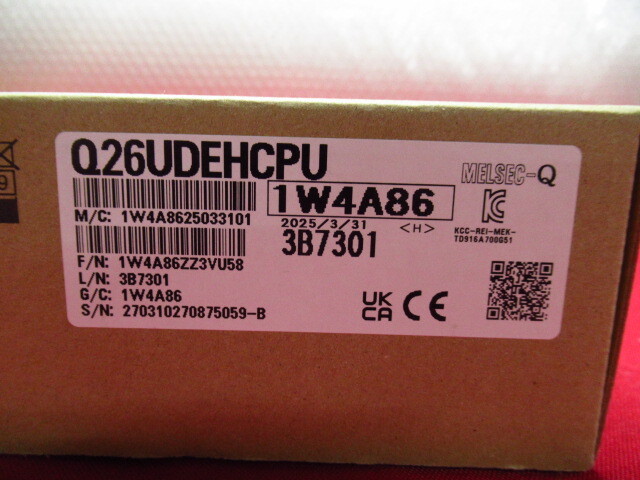 Q26UDEHCPU
MELSEC-Q
1W4A86
M/C: 1W4A8625033101
2025/3/31
<H>
3B7301
KCC-REI-MEK-
TD916A700G51
F/N: 1W4A86ZZ3VU58
L/N: 3B7301
G/C: 1W4A86
S/N: 270310270875059-B
UK
CA
CE
9